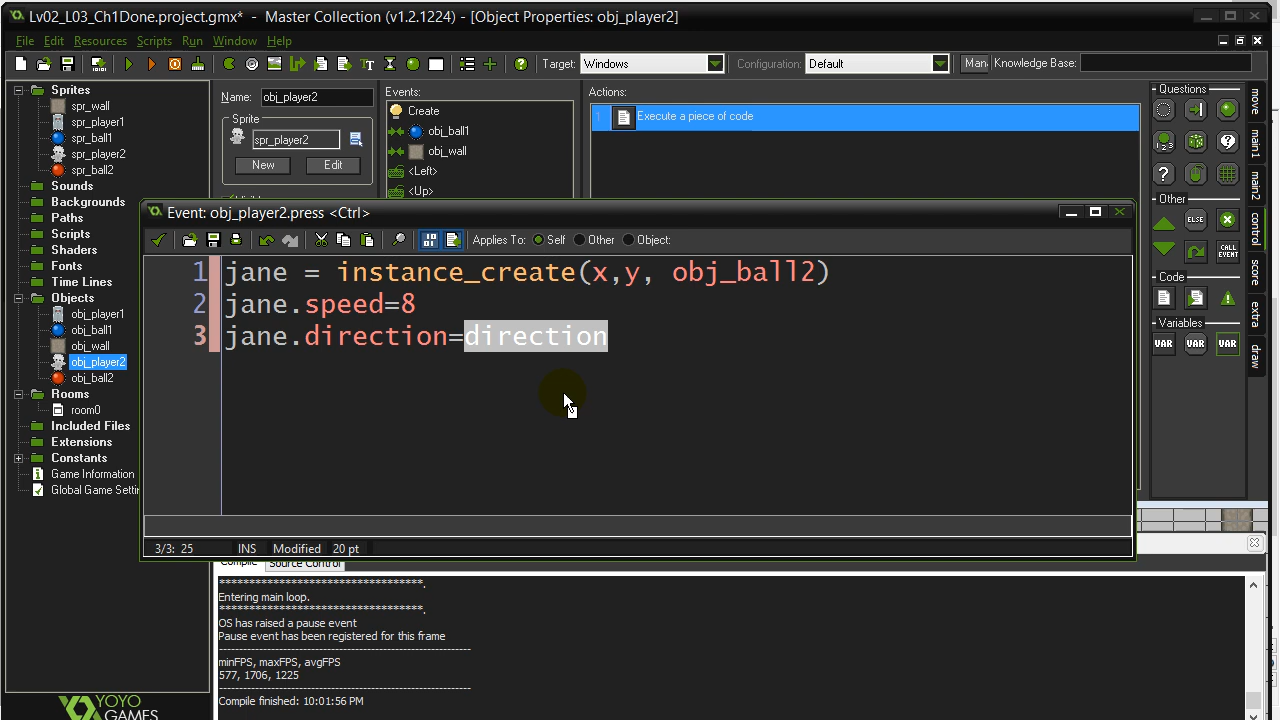 Lv02_L03_Ch1Done.project.gmx* - Master Collection (v1.2.1224) - [Object Properties: obj_player2]
File Edit Resources Scripts Run Window Help
Target: Windows Configuration: Default Man Knowledge Base:
Sprites
spr_wall
spr_player1
spr_ball1
spr_player2
spr_ball2
Sounds
Backgrounds
Paths
Scripts
Shaders
Fonts
Time Lines
Objects
obj_player1
obj_ball1
obj_wall
obj_player2
obj_ball2
Rooms
room0
Included Files
Extensions
Constants
Game Information
Global Game Settin
YOYO
GAMES
Name: obj_player2
Sprite
spr_player2
New Edit
Events:
Create
obj_ball1
obj_wall
<Left>
<Up>
Actions:
1 Execute a piece of code
Questions
Other
ELSE
CALL EVENT
Code
Variables
VAR VAR VAR
move
main1
main2
control
score
extra
draw
Event: obj_player2.press <Ctrl>
Applies To: Self Other Object:
1 jane = instance_create(x,y, obj_ball2)
2 jane.speed=8
3 jane.direction=direction
3/3: 25 INS Modified 20 pt
Compile Source Control
**********************************.
Entering main loop.
**********************************.
OS has raised a pause event
Pause event has been registered for this frame
minFPS, maxFPS, avgFPS
577, 1706, 1225
Compile finished: 10:01:56 PM